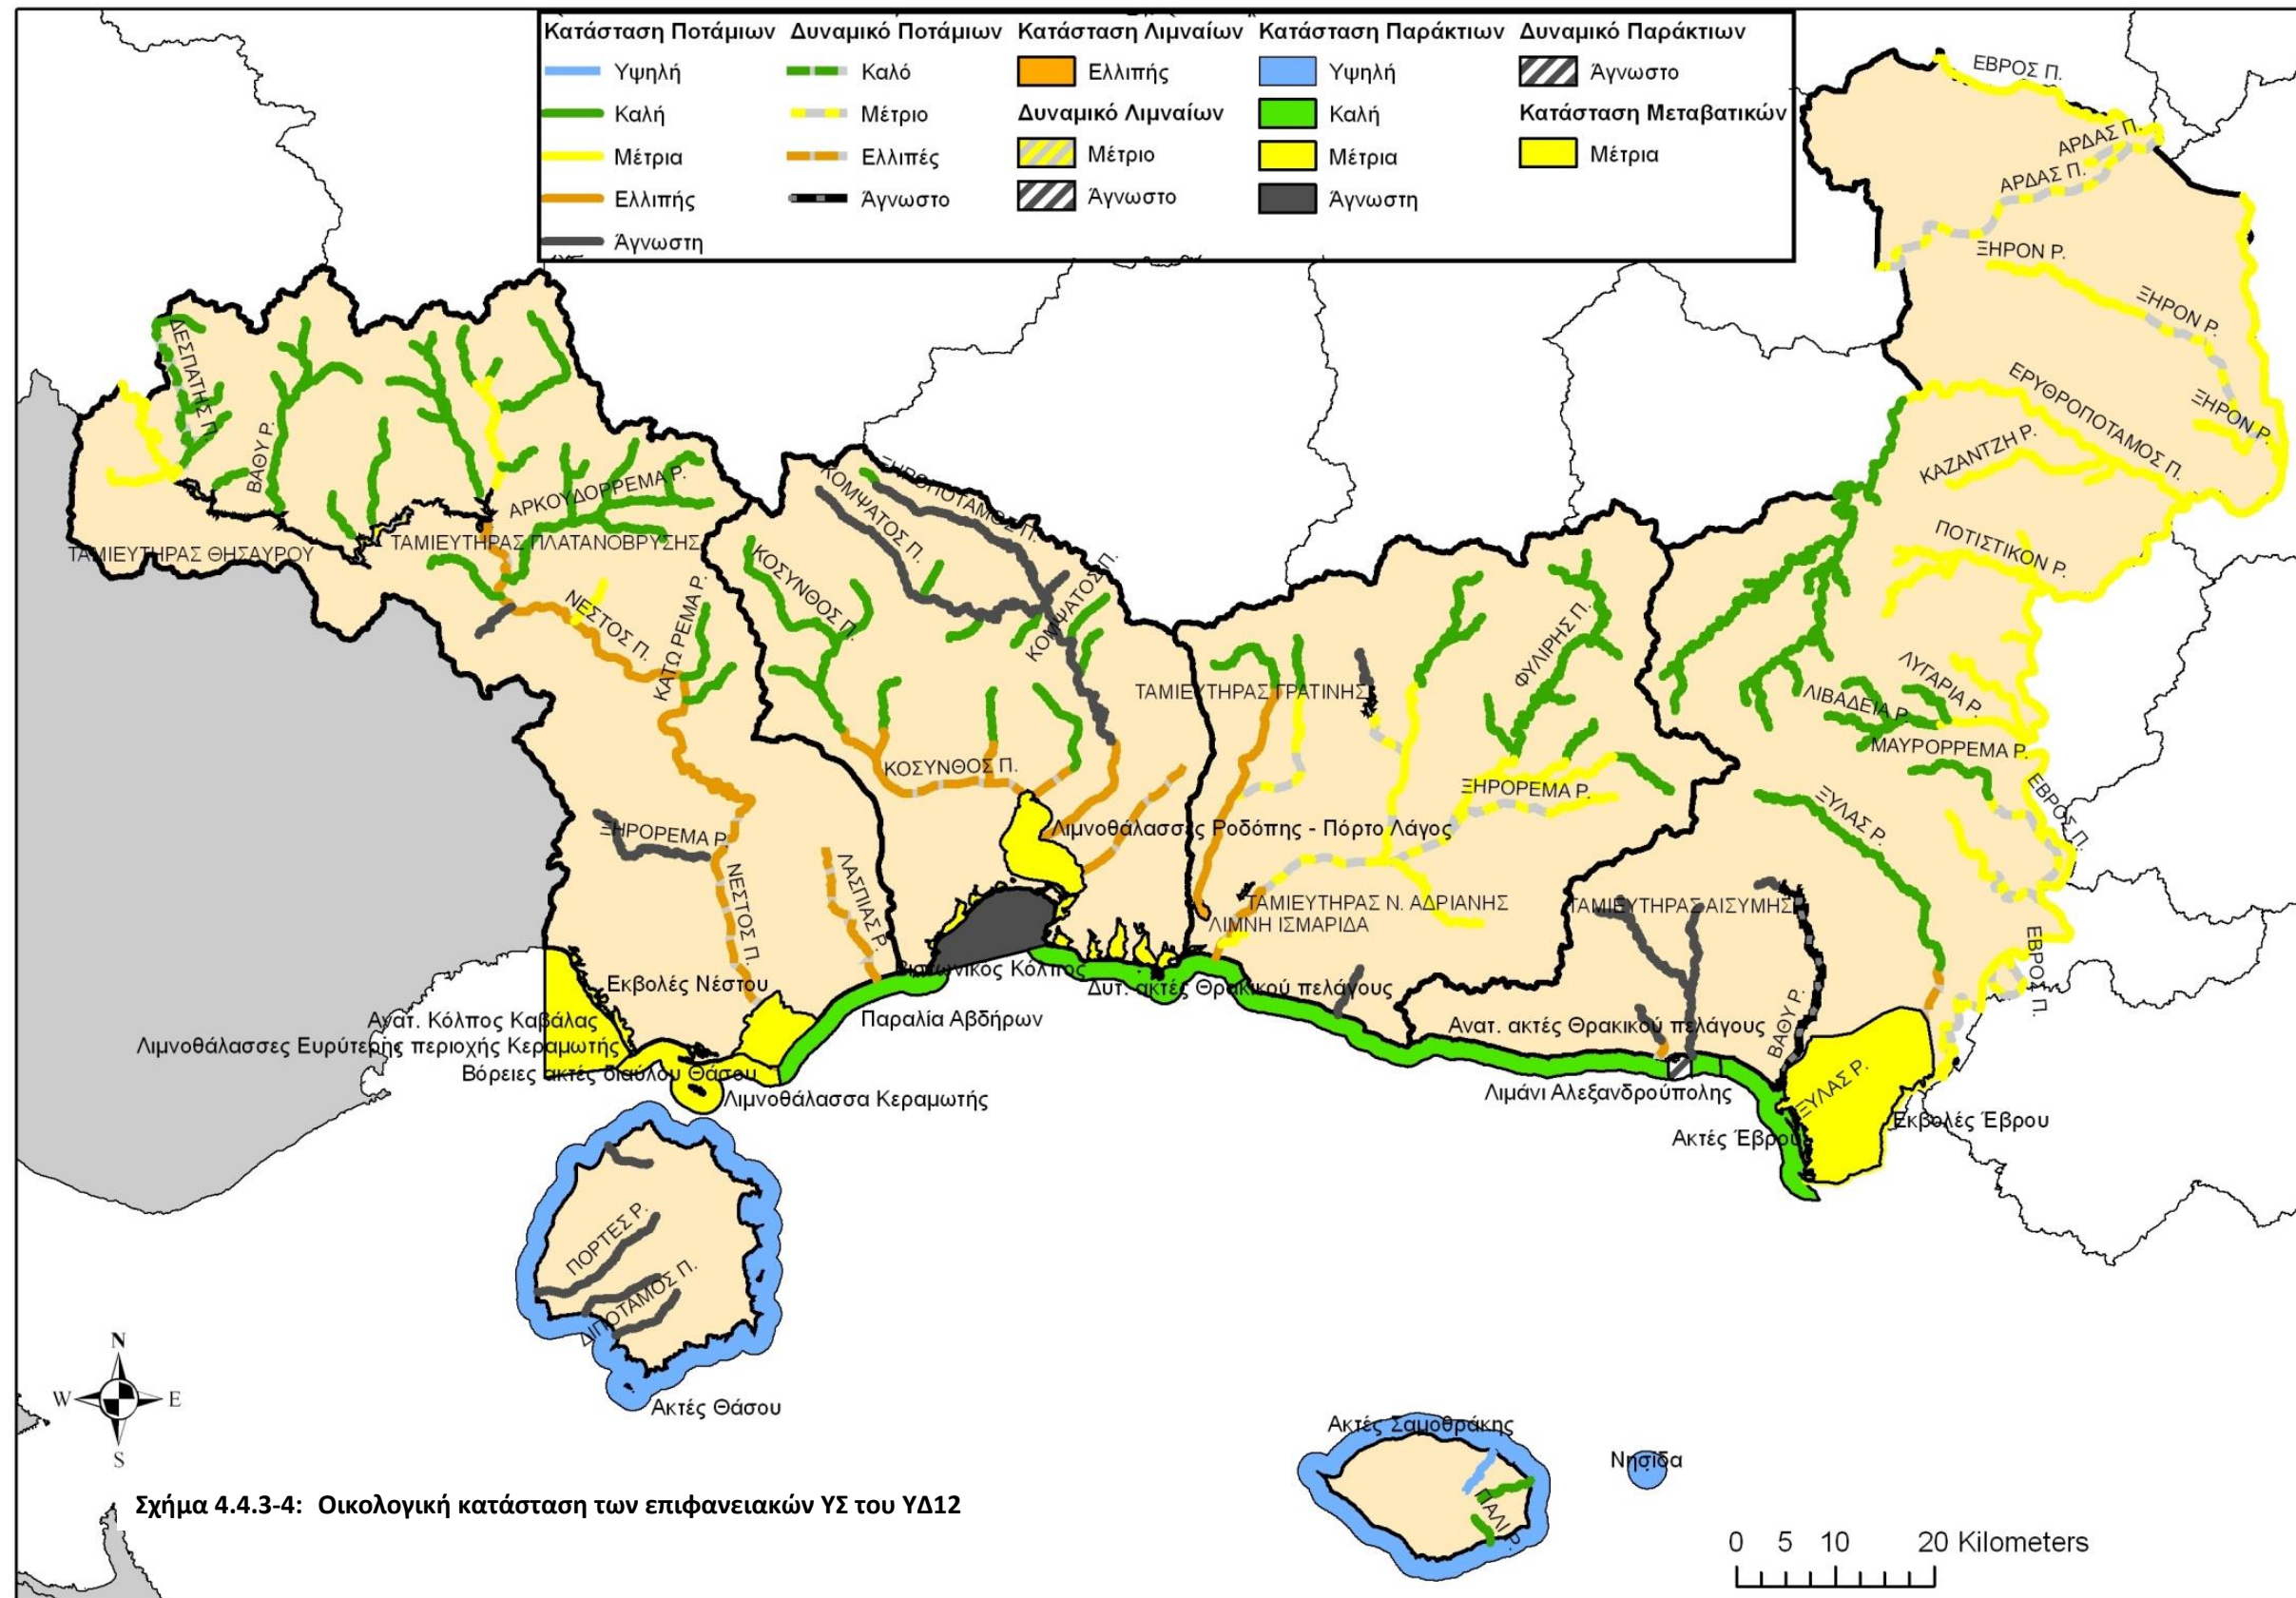 Κατάσταση Ποτάμιων
Υψηλή
Καλή
Μέτρια
Ελλιπής
Άγνωστη
Δυναμικό Ποτάμιων
Καλό
Μέτριο
Ελλιπές
Άγνωστο
Κατάσταση Λιμναίων
Ελλιπής
Δυναμικό Λιμναίων
Μέτριο
Άγνωστο
Κατάσταση Παράκτιων
Υψηλή
Καλή
Μέτρια
Άγνωστη
Δυναμικό Παράκτιων
Άγνωστο
Κατάσταση Μεταβατικών
Μέτρια
ΕΒΡΟΣ Π.
ΑΡΔΑΣ Π.
ΑΡΔΑΣ Π.
ΞΗΡΟΝ Ρ.
ΞΗΡΟΝ Ρ.
ΞΗΡΟΝ Ρ.
ΕΡΥΘΡΟΠΟΤΑΜΟΣ Π.
ΚΑΖΑΝΤΖΗ Ρ.
ΠΟΤΙΣΤΙΚΟΝ Ρ.
ΔΕΣΠΑΤΗΣ Π.
ΒΑΘΥ Ρ.
ΑΡΚΟΥΔΟΡΡΕΜΑ Ρ.
ΤΑΜΙΕΥΤΗΡΑΣ ΘΗΣΑΥΡΟΥ
ΤΑΜΙΕΥΤΗΡΑΣ ΠΛΑΤΑΝΟΒΡΥΣΗΣ
ΞΗΡΟΠΟΤΑΜΟΣ Π.
ΚΟΜΨΑΤΟΣ Π.
ΚΟΜΨΑΤΟΣ Π.
ΚΟΣΥΝΘΟΣ Π.
ΝΕΣΤΟΣ Π.
ΚΑΤΩ ΡΕΜΑ Ρ.
ΦΥΛΙΡΗΣ Π.
ΤΑΜΙΕΥΤΗΡΑΣ ΓΡΑΤΙΝΗΣ
ΛΥΓΑΡΙΑ Ρ.
ΛΙΒΑΔΕΙΑ Ρ.
ΜΑΥΡΟΡΡΕΜΑ Ρ.
ΚΟΣΥΝΘΟΣ Π.
ΞΗΡΟΡΕΜΑ Ρ.
ΞΥΛΑΣ Ρ.
ΕΒΡΟΣ Π.
ΞΗΡΟΡΕΜΑ Ρ.
Λιμνοθάλασσες Ροδόπης - Πόρτο Λάγος
ΝΕΣΤΟΣ Π.
ΛΑΣΠΙΑΣ Ρ.
ΤΑΜΙΕΥΤΗΡΑΣ Ν. ΑΔΡΙΑΝΗΣ
ΤΑΜΙΕΥΤΗΡΑΣ ΑΙΣΥΜΗΣ
ΛΙΜΝΗ ΙΣΜΑΡΙΔΑ
ΕΒΡΟΣ Π.
Βιστωνικός Κόλπος
Εκβολές Νέστου
Δυτ. ακτές Θρακικού πελάγους
Ανατ. Κόλπος Καβάλας
Παραλία Αβδήρων
Ανατ. ακτές Θρακικού πελάγους
ΒΑΘΥ Ρ.
Λιμνοθάλασσες Ευρύτερης περιοχής Κεραμωτής
Βόρειες ακτές διαύλου Θάσου
Λιμνοθάλασσα Κεραμωτής
Λιμάνι Αλεξανδρούπολης
ΞΥΛΑΣ Ρ.
Εκβολές Έβρου
Ακτές Έβρου
ΠΟΡΤΕΣ Ρ.
ΔΙΠΟΤΑΜΟΣ Π.
Ακτές Θάσου
Ακτές Σαμοθράκης
Νησίδα
ΠΑΛΙ Ρ.
N
W
E
S
Σχήμα 4.4.3-4: Οικολογική κατάσταση των επιφανειακών ΥΣ του ΥΔ12
0 5 10 20 Kilometers